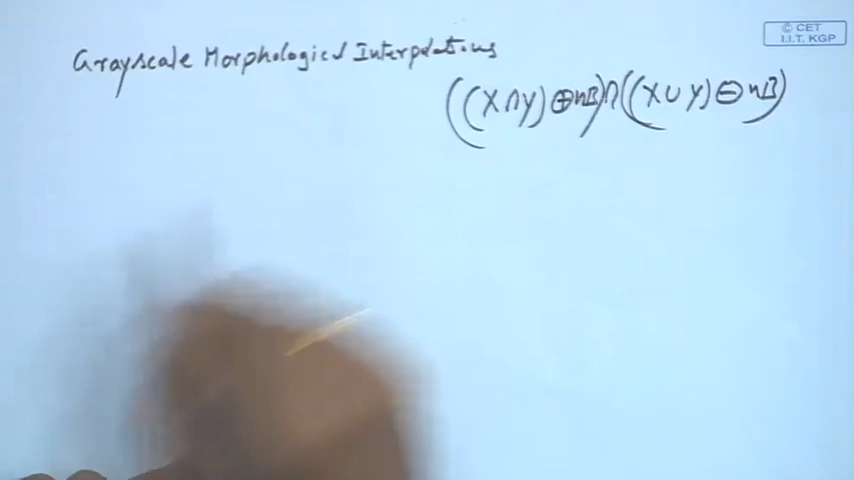 Grayscale Morphological Interpolations
© CET
I.I.T. KGP
((X∩Y)⊕nB)∩((X∪Y)⊖nB)